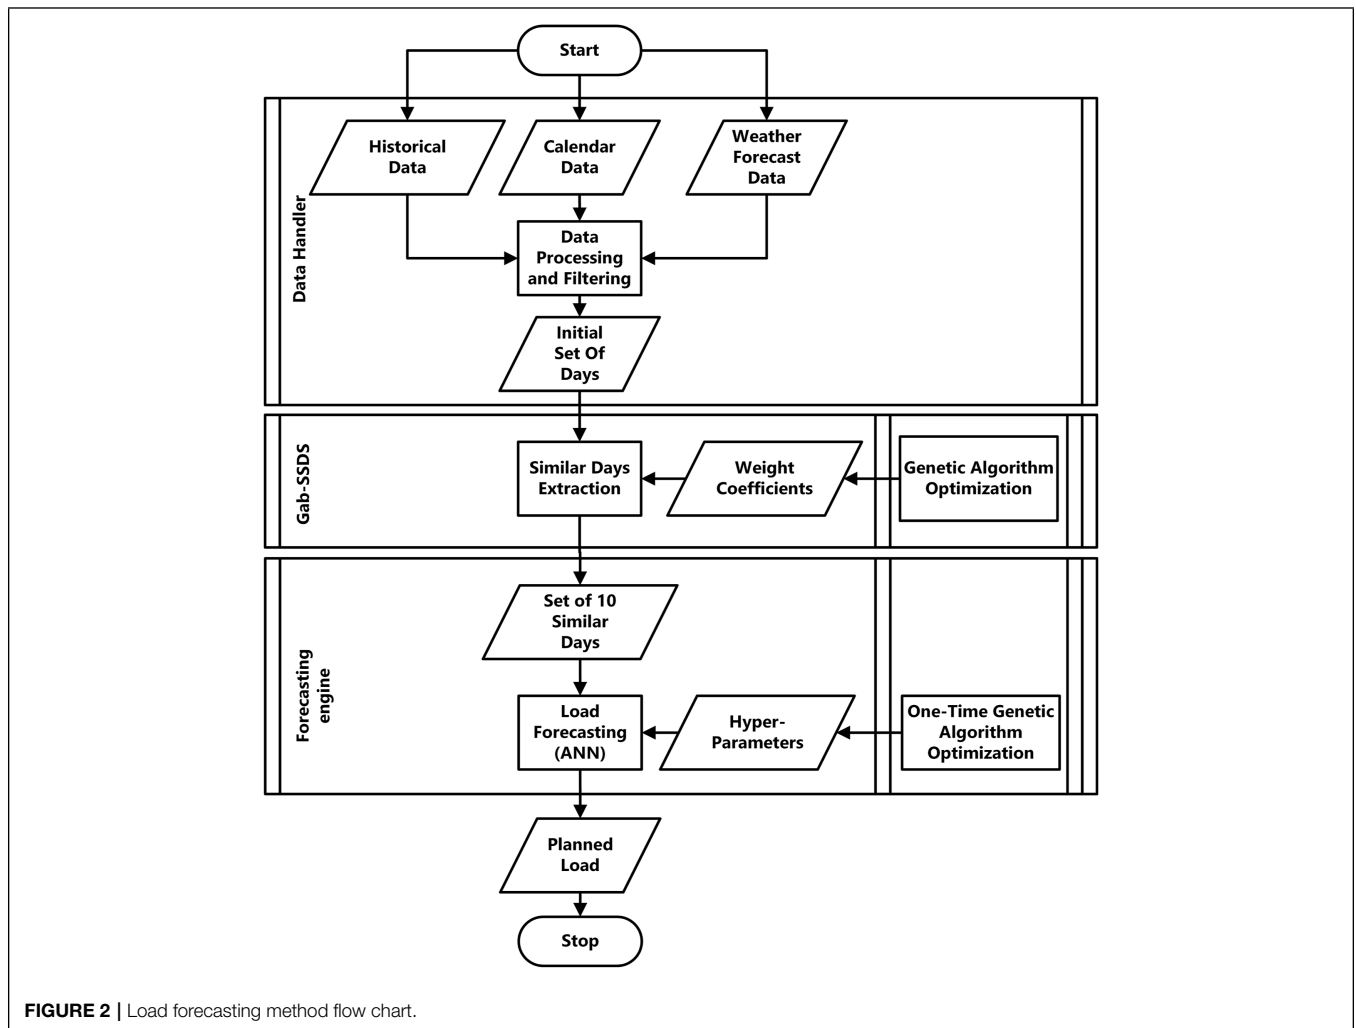 Start
Historical
Data
Calendar
Data
Weather
Forecast
Data
Data Handler
Data
Processing
and Filtering
Initial
Set Of
Days
Gab-SSDS
Similar Days
Extraction
Weight
Coefficients
Genetic Algorithm
Optimization
Forecasting
engine
Set of 10
Similar
Days
Load
Forecasting
(ANN)
Hyper-
Parameters
One-Time Genetic
Algorithm
Optimization
Planned
Load
Stop
FIGURE 2 | Load forecasting method flow chart.